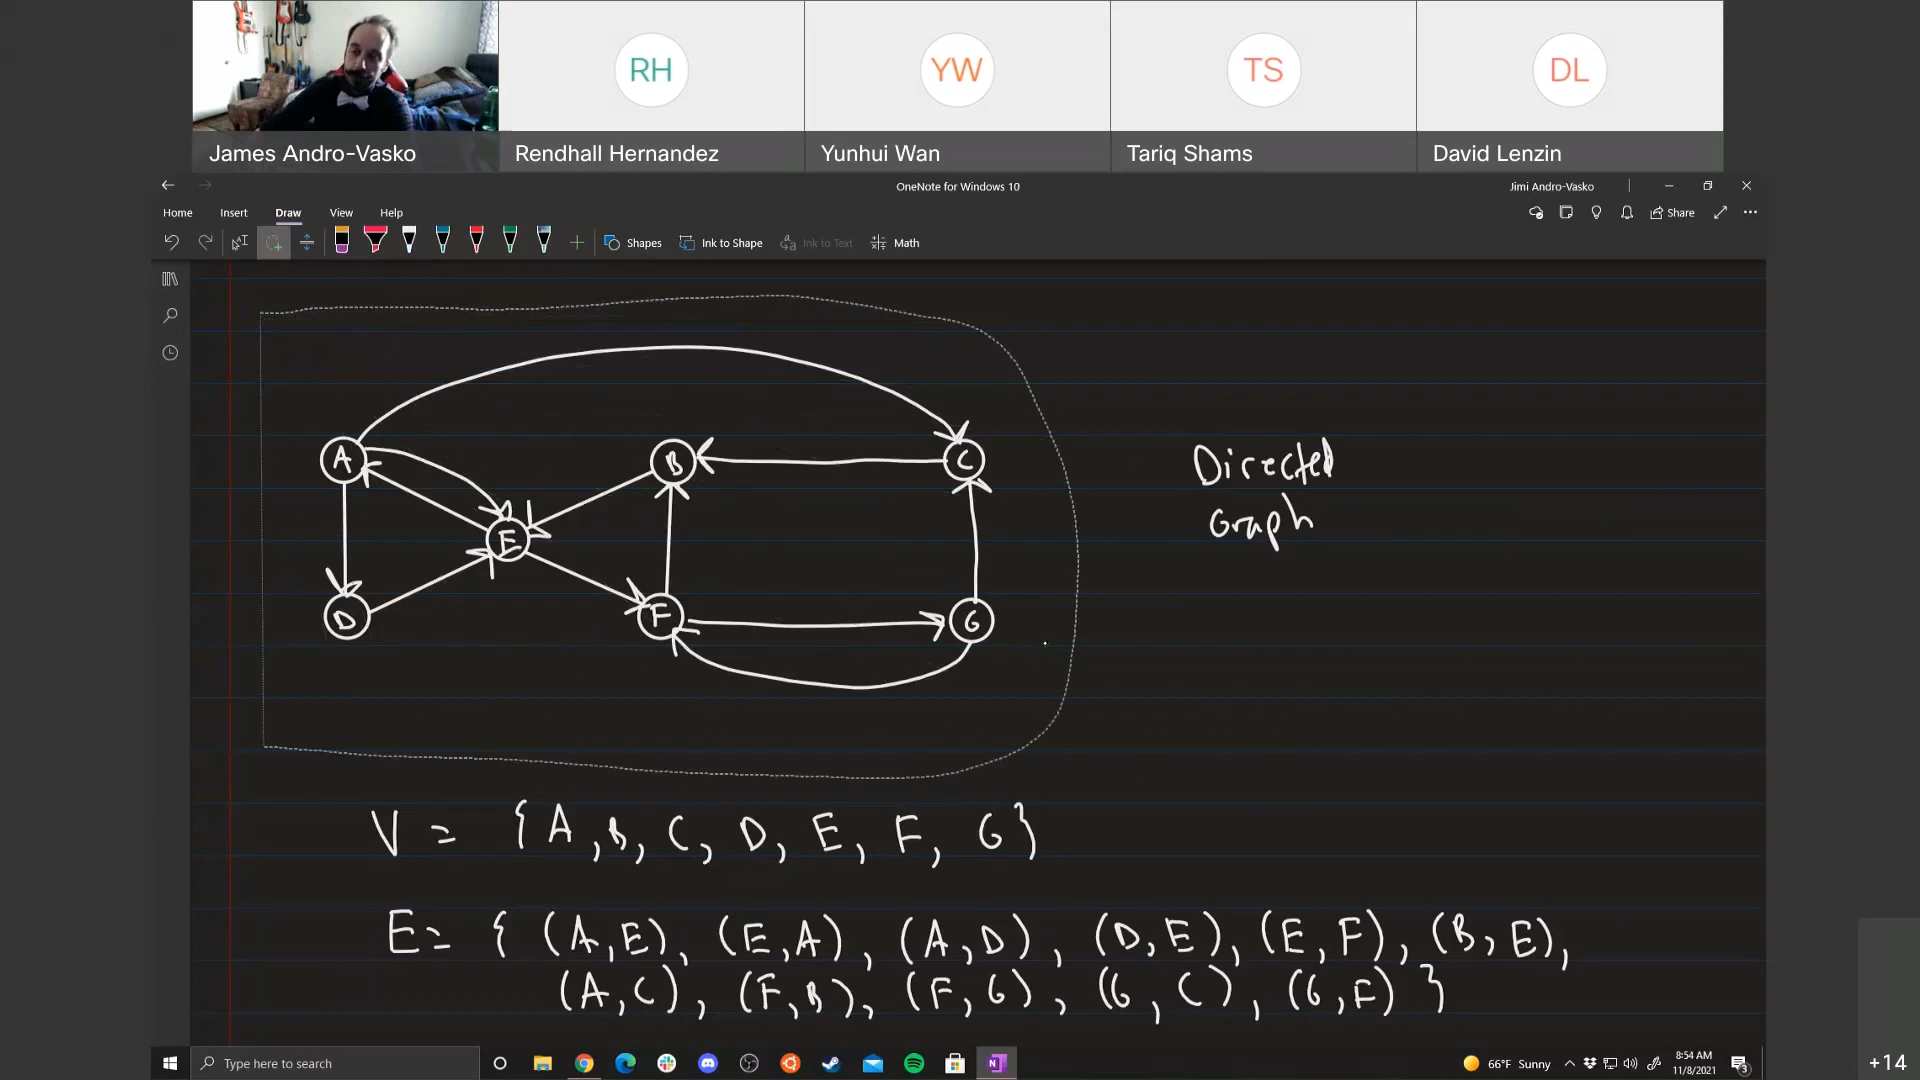 RH
YW
TS
DL
James Andro-Vasko
Rendhall Hernandez
Yunhui Wan
Tariq Shams
David Lenzin
OneNote for Windows 10
Jimi Andro-Vasko
Home Insert Draw View Help
Share
Shapes
Ink to Shape
Ink to Text
Math
A
B
C
E
D
F
G
Directed
Graph
V = {A, B, C, D, E, F, G}
E = { (A,E), (E,A), (A,D), (D,E), (E,F), (B,E),
(A,C), (F,B), (F,G), (G,C), (G,F) }
Type here to search
66°F Sunny
8:54 AM
11/8/2021
3
+14